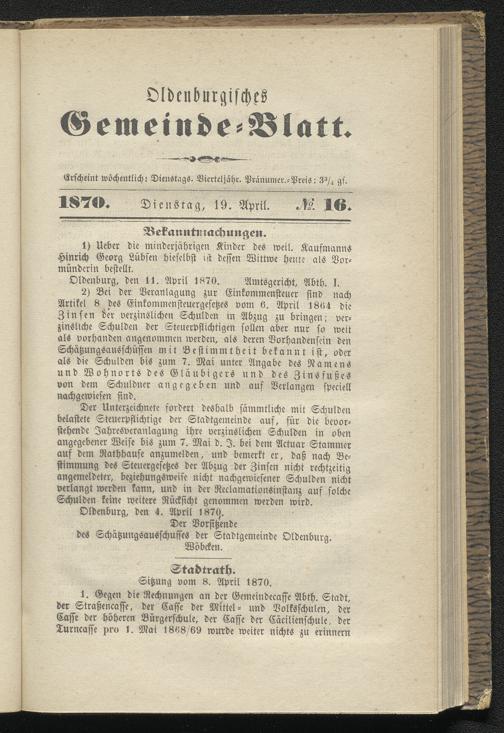 Oldenburgisches
Gemeinde-Blatt.
Erscheint wöchentlich: Dienstags. Vierteljähr. Pränumer.-Preis: 3¾ gs.
1870. Dienstag, 19. April. №. 16.
Bekanntmachungen.
1) Ueber die minderjährigen Kinder des weil. Kaufmanns
Hinrich Georg Lübsen hieselbst ist dessen Wittwe heute als Vor-
münderin bestellt.
Oldenburg, den 11. April 1870. Amtsgericht, Abth. I.
2) Bei der Veranlagung zur Einkommensteuer sind nach
Artikel 8 des Einkommensteuergesetzes vom 6. April 1864 die
Zinsen der verzinslichen Schulden in Abzug zu bringen; ver-
zinsliche Schulden der Steuerpflichtigen sollen aber nur so weit
als vorhanden angenommen werden, als deren Vorhandensein den
Schätzungsausschüssen mit Bestimmtheit bekannt ist, oder
als die Schulden bis zum 7. Mai unter Angabe des Namens
und Wohnorts des Gläubigers und des Zinsfußes
von dem Schuldner angegeben und auf Verlangen speciell
nachgewiesen sind.
Der Unterzeichnete fordert deshalb sämmtliche mit Schulden
belastete Steuerpflichtige der Stadtgemeinde auf, für die bevor-
stehende Jahresveranlagung ihre verzinslichen Schulden in oben
angegebener Weise bis zum 7. Mai d. J. bei dem Actuar Stammer
auf dem Rathhause anzumelden, und bemerkt er, daß nach Be-
stimmung des Steuergesetzes der Abzug der Zinsen nicht rechtzeitig
angemeldeter, beziehungsweise nicht nachgewiesener Schulden nicht
verlangt werden kann, und in der Reclamationsinstanz auf solche
Schulden keine weitere Rücksicht genommen werden wird.
Oldenburg, den 4. April 1870.
Der Vorsitzende
des Schätzungsausschusses der Stadtgemeinde Oldenburg.
Wöbcken.
Stadtrath.
Sitzung vom 8. April 1870.
1. Gegen die Rechnungen an der Gemeindecasse Abth. Stadt,
der Straßencasse, der Casse der Mittel- und Volksschulen, der
Casse der höheren Bürgerschule, der Casse der Cäcilienschule, der
Turncasse pro 1. Mai 1868/69 wurde weiter nichts zu erinnern